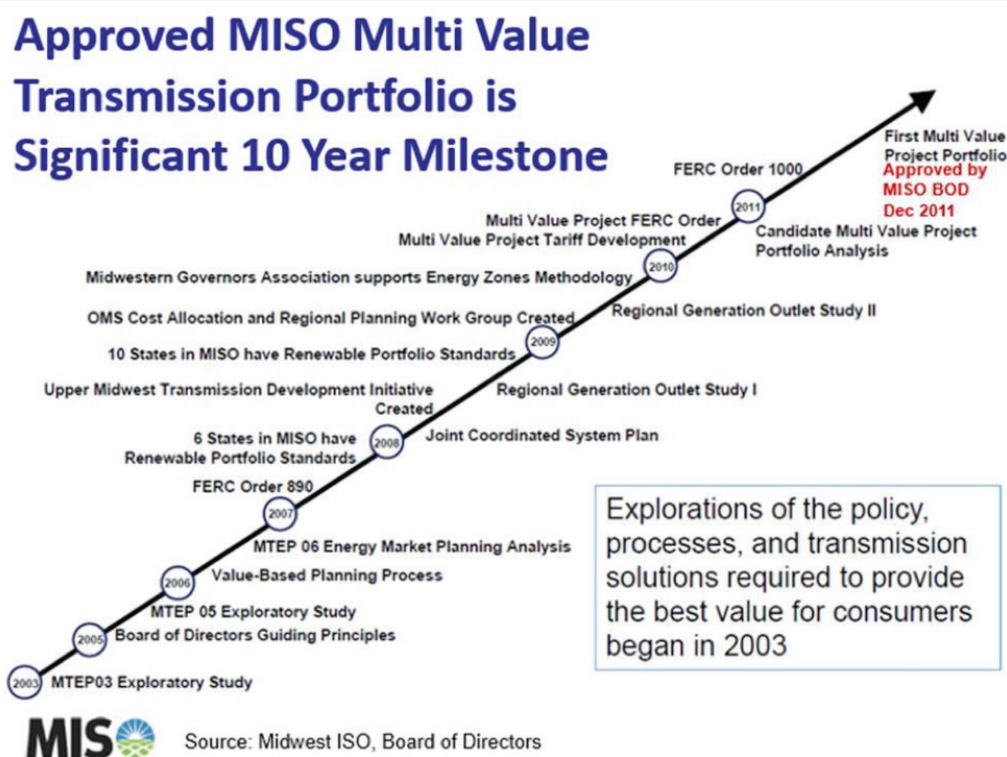 Approved MISO Multi Value
Transmission Portfolio is
Significant 10 Year Milestone
First Multi Value
Project Portfolio
Approved by
MISO BOD
Dec 2011
FERC Order 1000
2011
Multi Value Project FERC Order
Candidate Multi Value Project
Portfolio Analysis
Multi Value Project Tariff Development
2010
Midwestern Governors Association supports Energy Zones Methodology
Regional Generation Outlet Study II
OMS Cost Allocation and Regional Planning Work Group Created
2009
10 States in MISO have Renewable Portfolio Standards
Upper Midwest Transmission Development Initiative
Created
Regional Generation Outlet Study I
6 States in MISO have
Renewable Portfolio Standards
2008
Joint Coordinated System Plan
FERC Order 890
2007
MTEP 06 Energy Market Planning Analysis
2006
Value-Based Planning Process
MTEP 05 Exploratory Study
2005
Board of Directors Guiding Principles
2003
MTEP03 Exploratory Study
Explorations of the policy,
processes, and transmission
solutions required to provide
the best value for consumers
began in 2003
MISO
Source: Midwest ISO, Board of Directors